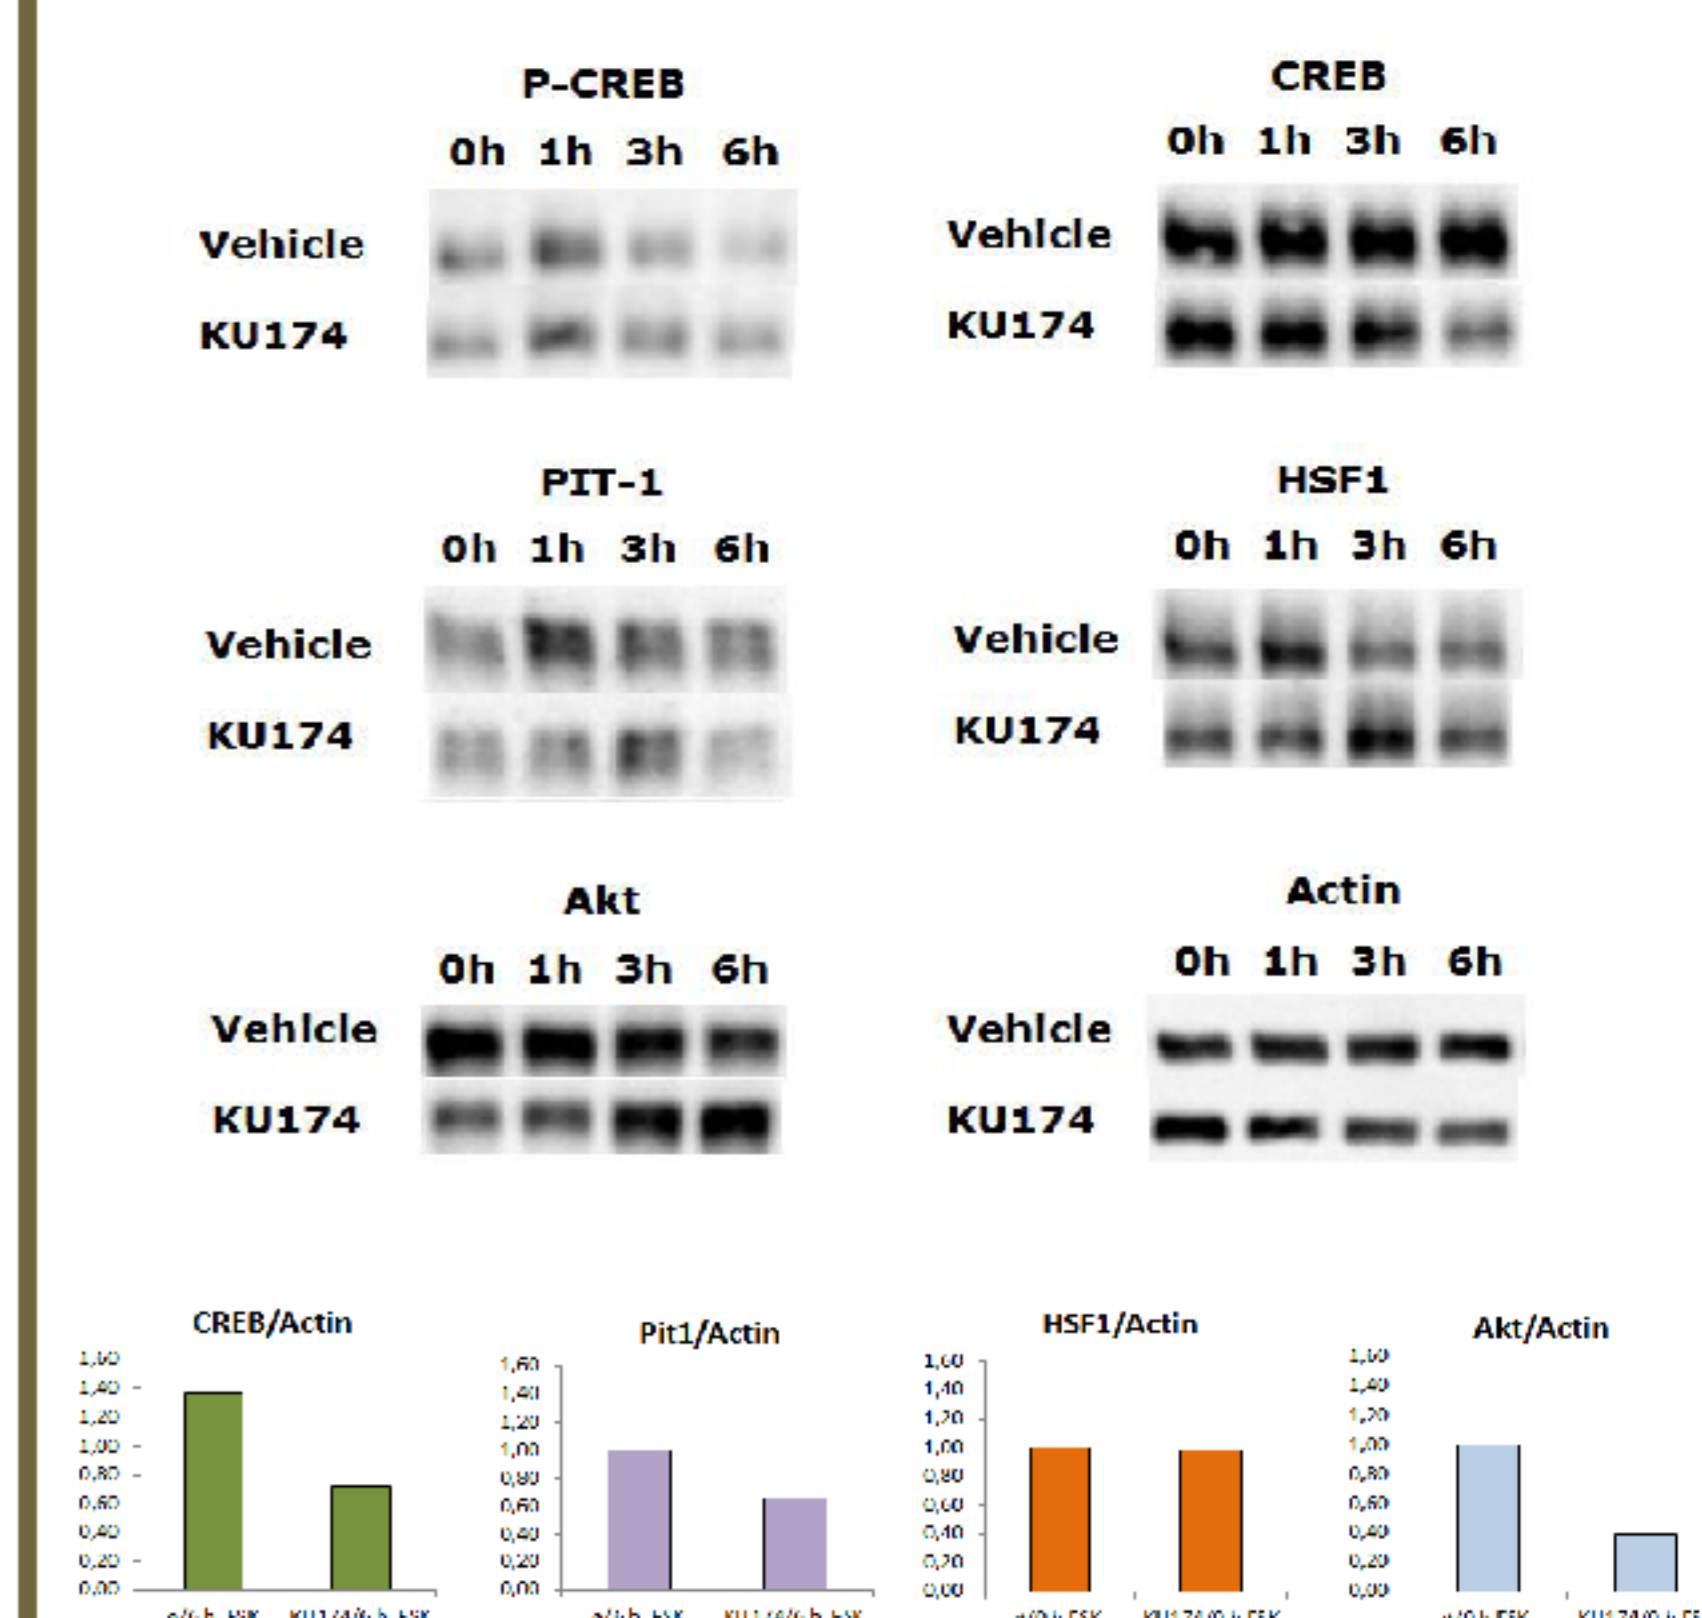 P-CREB
0h 1h 3h 6h
Vehicle
KU174
CREB
0h 1h 3h 6h
Vehicle
KU174
PIT-1
0h 1h 3h 6h
Vehicle
KU174
HSF1
0h 1h 3h 6h
Vehicle
KU174
Akt
0h 1h 3h 6h
Vehicle
KU174
Actin
0h 1h 3h 6h
Vehicle
KU174
CREB/Actin
1,60
1,40
1,20
1,00
0,80
0,60
0,40
0,20
0,00
Pit1/Actin
1,60
1,40
1,20
1,00
0,80
0,60
0,40
0,20
0,00
HSF1/Actin
1,60
1,40
1,20
1,00
0,80
0,60
0,40
0,20
0,00
Akt/Actin
1,60
1,40
1,20
1,00
0,80
0,60
0,40
0,20
0,00